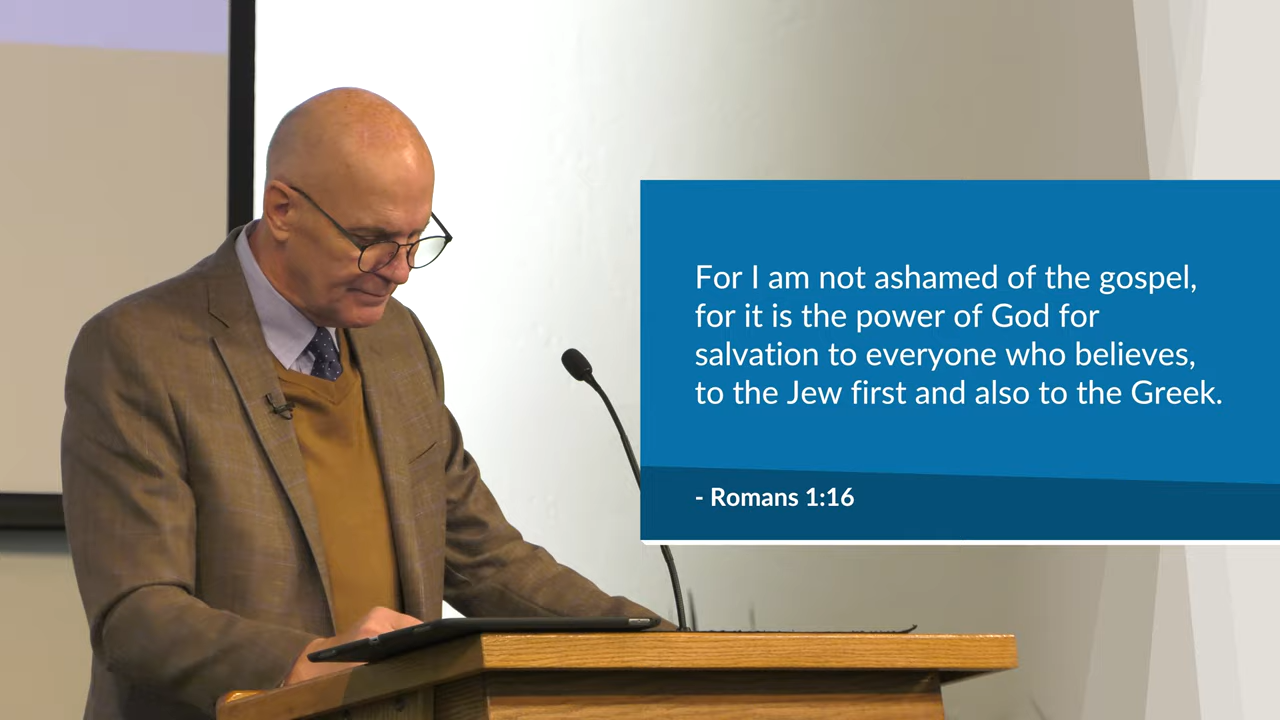 For I am not ashamed of the gospel,
for it is the power of God for
salvation to everyone who believes,
to the Jew first and also to the Greek.
- Romans 1:16